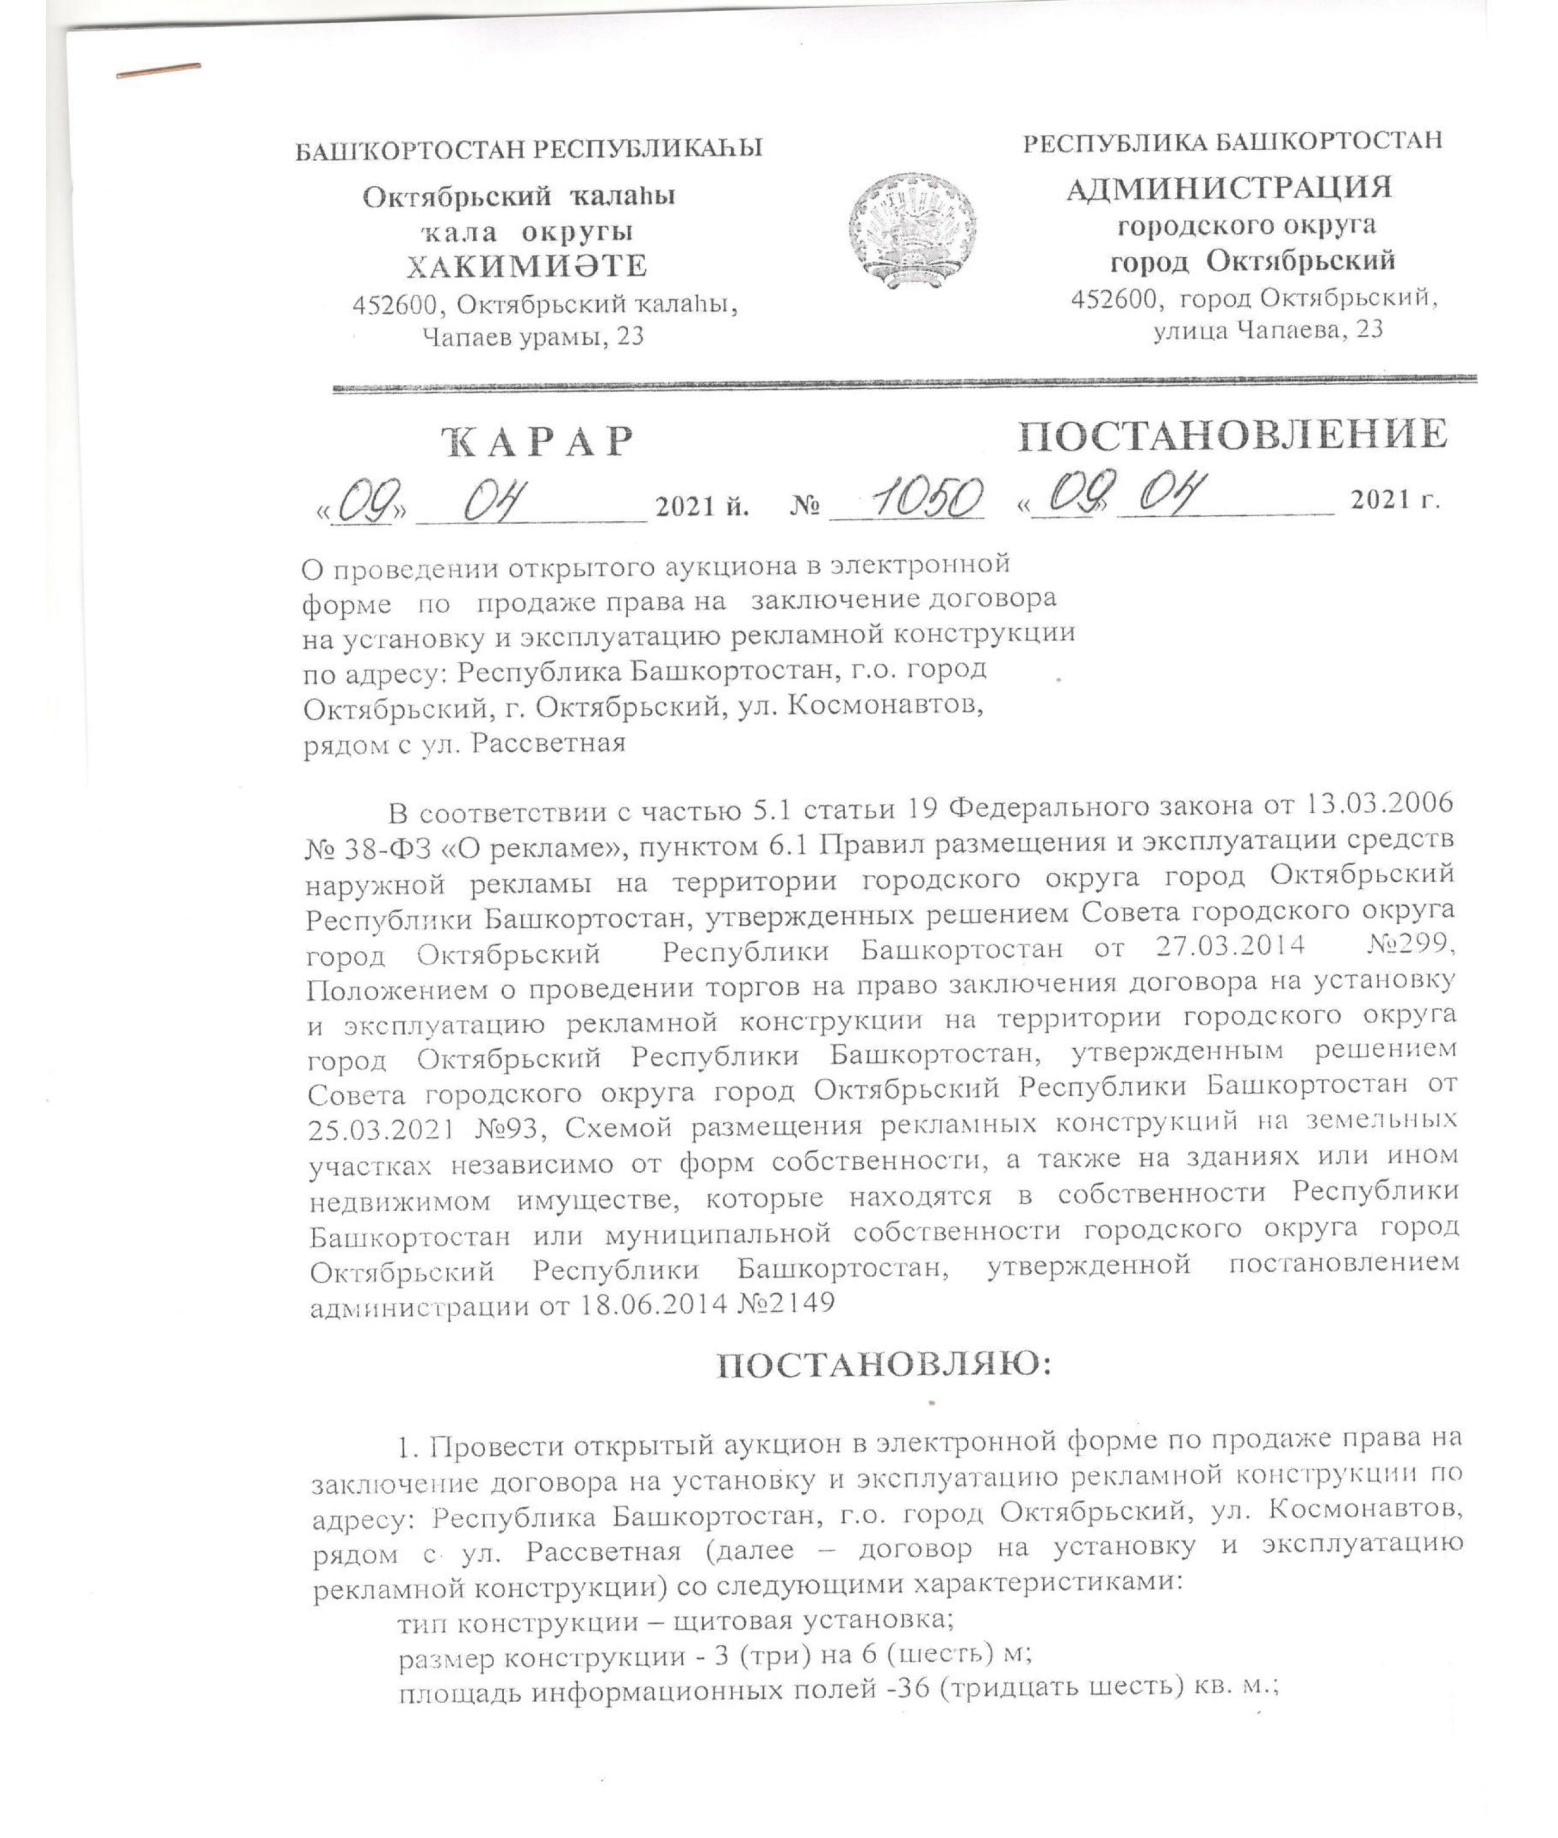 БАШҠОРТОСТАН РЕСПУБЛИКАҺЫ
Октябрьский ҡалаһы
ҡала округы
ХАКИМИӘТЕ
452600, Октябрьский ҡалаһы,
Чапаев урамы, 23
РЕСПУБЛИКА БАШКОРТОСТАН
АДМИНИСТРАЦИЯ
городского округа
город Октябрьский
452600, город Октябрьский,
улица Чапаева, 23
ҠАРАР
ПОСТАНОВЛЕНИЕ
«09» 04 2021 й. № 1050 «09» 04 2021 г.
О проведении открытого аукциона в электронной
форме по продаже права на заключение договора
на установку и эксплуатацию рекламной конструкции
по адресу: Республика Башкортостан, г.о. город
Октябрьский, г. Октябрьский, ул. Космонавтов,
рядом с ул. Рассветная
В соответствии с частью 5.1 статьи 19 Федерального закона от 13.03.2006
№ 38-ФЗ «О рекламе», пунктом 6.1 Правил размещения и эксплуатации средств
наружной рекламы на территории городского округа город Октябрьский
Республики Башкортостан, утвержденных решением Совета городского округа
город Октябрьский Республики Башкортостан от 27.03.2014 №299,
Положением о проведении торгов на право заключения договора на установку
и эксплуатацию рекламной конструкции на территории городского округа
город Октябрьский Республики Башкортостан, утвержденным решением
Совета городского округа город Октябрьский Республики Башкортостан от
25.03.2021 №93, Схемой размещения рекламных конструкций на земельных
участках независимо от форм собственности, а также на зданиях или ином
недвижимом имуществе, которые находятся в собственности Республики
Башкортостан или муниципальной собственности городского округа город
Октябрьский Республики Башкортостан, утвержденной постановлением
администрации от 18.06.2014 №2149
ПОСТАНОВЛЯЮ:
1. Провести открытый аукцион в электронной форме по продаже права на
заключение договора на установку и эксплуатацию рекламной конструкции по
адресу: Республика Башкортостан, г.о. город Октябрьский, ул. Космонавтов,
рядом с ул. Рассветная (далее – договор на установку и эксплуатацию
рекламной конструкции) со следующими характеристиками:
тип конструкции – щитовая установка;
размер конструкции - 3 (три) на 6 (шесть) м;
площадь информационных полей -36 (тридцать шесть) кв. м.;